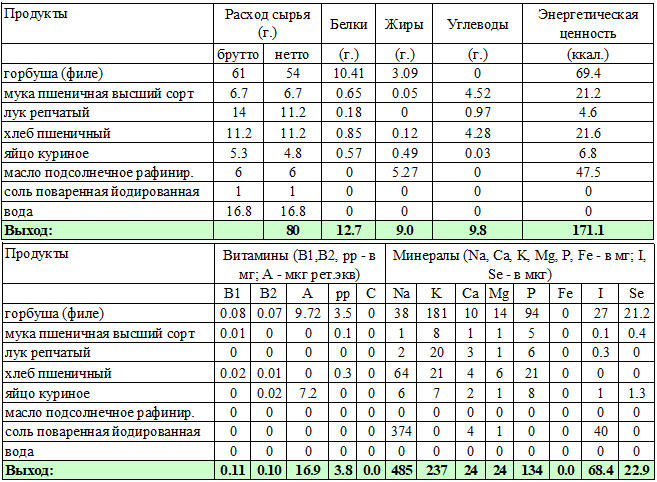 Продукты Расход сырья Белки Жиры Углеводы Энергетическая
(г.) ценность
брутто нетто (г.) (г.) (г.) (ккал.)
горбуша (филе) 61 54 10.41 3.09 0 69.4
мука пшеничная высший сорт 6.7 6.7 0.65 0.05 4.52 21.2
лук репчатый 14 11.2 0.18 0 0.97 4.6
хлеб пшеничный 11.2 11.2 0.85 0.12 4.28 21.6
яйцо куриное 5.3 4.8 0.57 0.49 0.03 6.8
масло подсолнечное рафинир. 6 6 0 5.27 0 47.5
соль поваренная йодированная 1 1 0 0 0 0
вода 16.8 16.8 0 0 0 0
Выход: 80 12.7 9.0 9.8 171.1
Продукты Витамины (B1,B2, рр - в Минералы (Na, Ca, K, Mg, P, Fe - в мг; I,
мг; А - мкг рет.экв) Se - в мкг)
B1 B2 A pp C Na K Ca Mg P Fe I Se
горбуша (филе) 0.08 0.07 9.72 3.5 0 38 181 10 14 94 0 27 21.2
мука пшеничная высший сорт 0.01 0 0 0.1 0 1 8 1 1 5 0 0.1 0.4
лук репчатый 0 0 0 0 0 2 20 3 1 6 0 0.3 0
хлеб пшеничный 0.02 0.01 0 0.3 0 64 21 4 6 21 0 0 0
яйцо куриное 0 0.02 7.2 0 0 6 7 2 1 8 0 1 1.3
масло подсолнечное рафинир. 0 0 0 0 0 0 0 0 0 0 0 0 0
соль поваренная йодированная 0 0 0 0 0 374 0 4 1 0 0 40 0
вода 0 0 0 0 0 0 0 0 0 0 0 0 0
Выход: 0.11 0.10 16.9 3.8 0.0 485 237 24 24 134 0.0 68.4 22.9